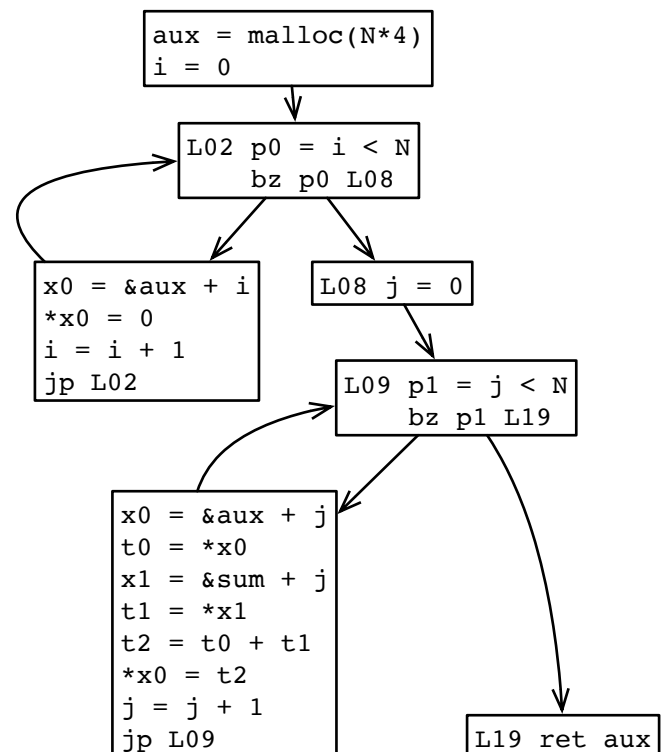 aux = malloc(N*4)
i = 0
L02 p0 = i < N
bz p0 L08
x0 = &aux + i
*x0 = 0
i = i + 1
jp L02
L08 j = 0
L09 p1 = j < N
bz p1 L19
x0 = &aux + j
t0 = *x0
x1 = &sum + j
t1 = *x1
t2 = t0 + t1
*x0 = t2
j = j + 1
jp L09
L19 ret aux